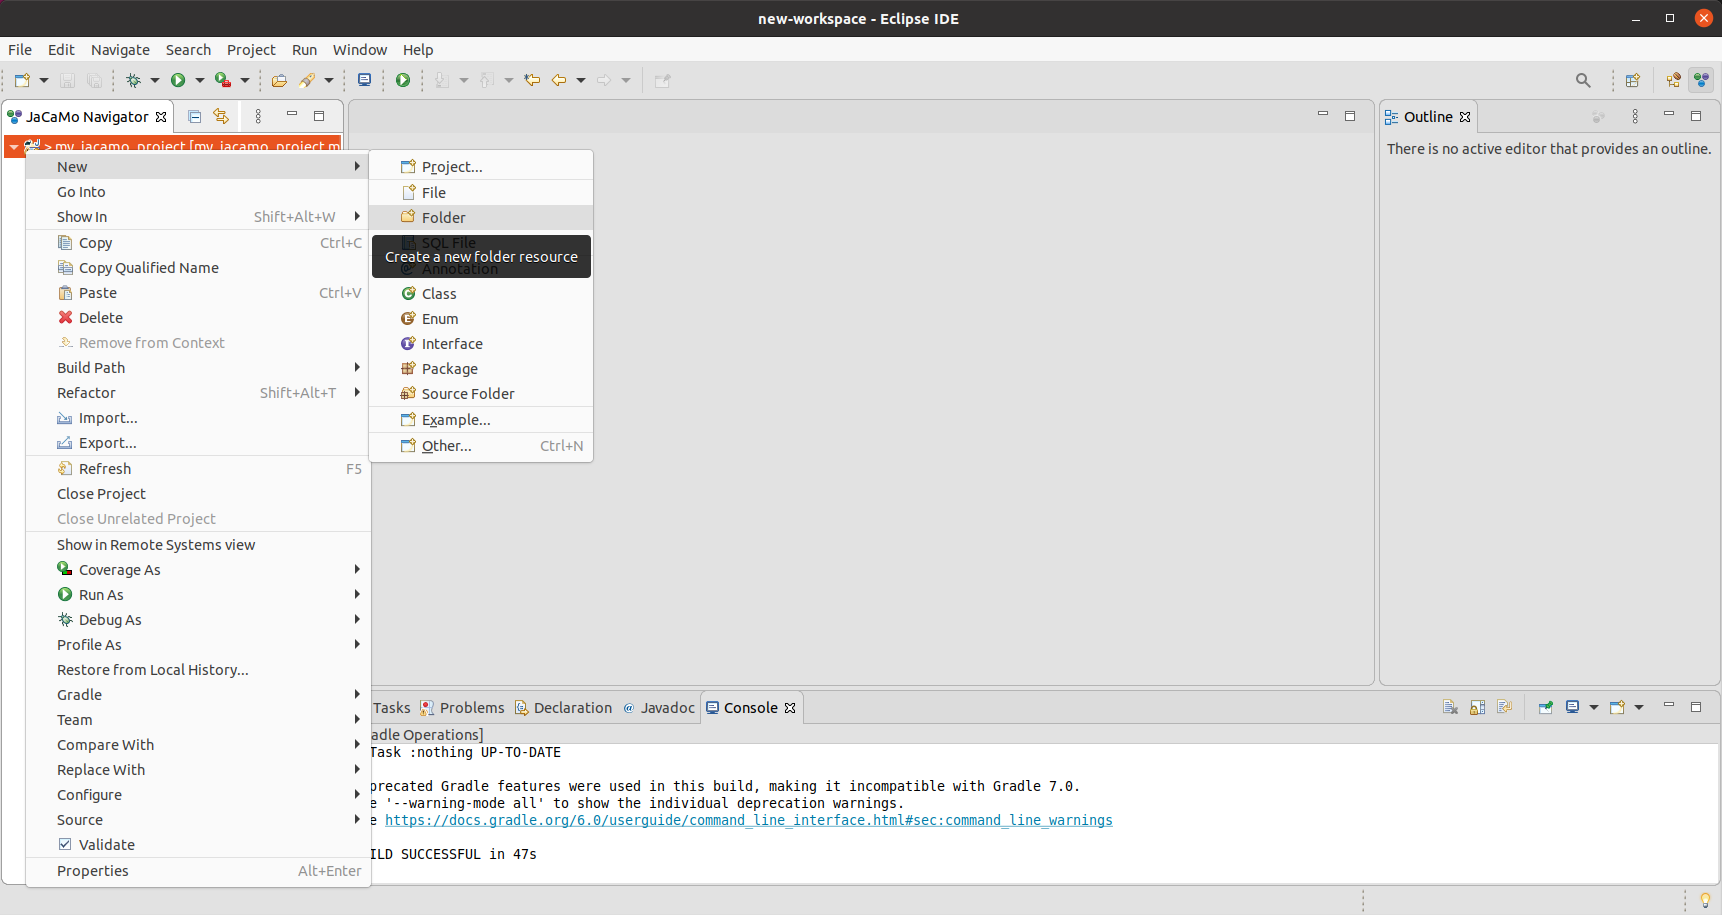 new-workspace - Eclipse IDE
File Edit Navigate Search Project Run Window Help
JaCaMo Navigator
Outline
> my_jacamo_project [my_jacamo_project m
There is no active editor that provides an outline.
New
Go Into
Show In Shift+Alt+W
Copy Ctrl+C
Copy Qualified Name
Paste Ctrl+V
Delete
Remove from Context
Build Path
Refactor Shift+Alt+T
Import...
Export...
Refresh F5
Close Project
Close Unrelated Project
Show in Remote Systems view
Coverage As
Run As
Debug As
Profile As
Restore from Local History...
Gradle
Team
Compare With
Replace With
Configure
Source
Validate
Properties Alt+Enter
Project...
File
Folder
SQL File
Create a new folder resource
Annotation
Class
Enum
Interface
Package
Source Folder
Example...
Other... Ctrl+N
Tasks Problems Declaration Javadoc Console
adle Operations]
Task :nothing UP-TO-DATE
precated Gradle features were used in this build, making it incompatible with Gradle 7.0.
e '--warning-mode all' to show the individual deprecation warnings.
e https://docs.gradle.org/6.0/userguide/command_line_interface.html#sec:command_line_warnings
ILD SUCCESSFUL in 47s